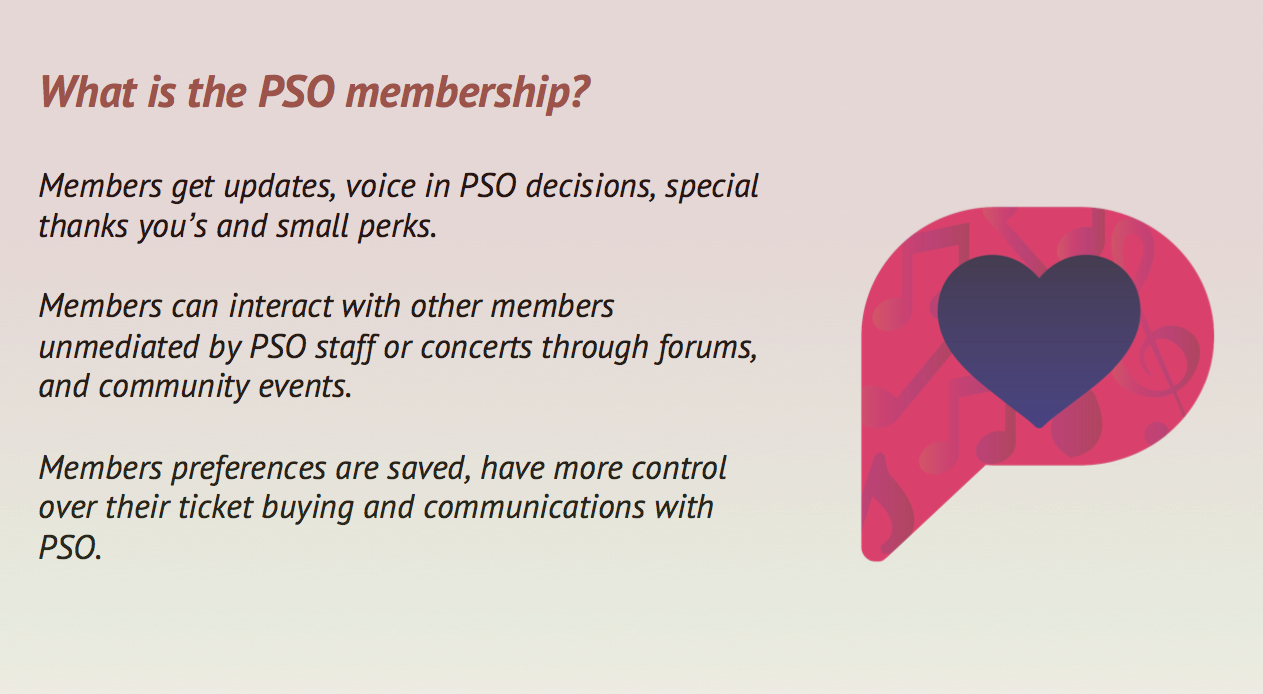 What is the PSO membership?
Members get updates, voice in PSO decisions, special
thanks you’s and small perks.
Members can interact with other members
unmediated by PSO staff or concerts through forums,
and community events.
Members preferences are saved, have more control
over their ticket buying and communications with
PSO.